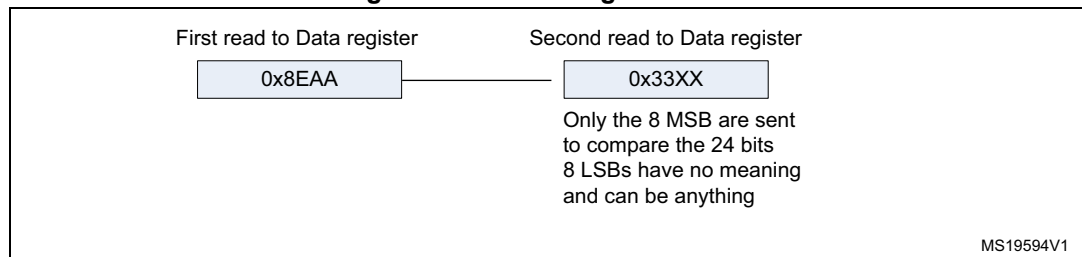 First read to Data register Second read to Data register
0x8EAA 0x33XX
Only the 8 MSB are sent
to compare the 24 bits
8 LSBs have no meaning
and can be anything
MS19594V1